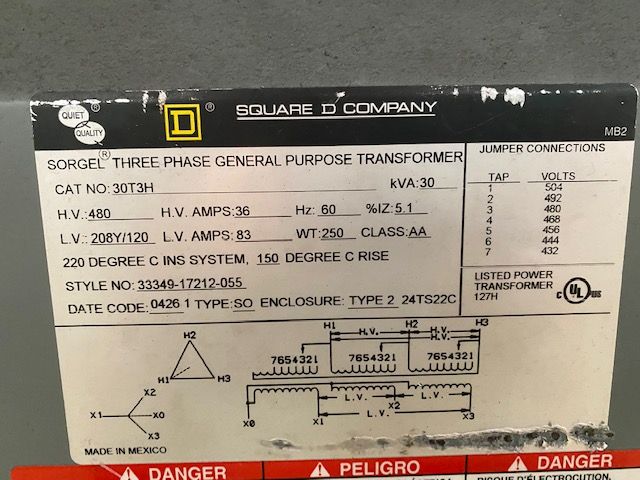 QUIET ®
QUALITY
D ®
SQUARE D COMPANY
MB2
SORGEL® THREE PHASE GENERAL PURPOSE TRANSFORMER
CAT NO: 30T3H kVA: 30
H.V.: 480 H.V. AMPS: 36 Hz: 60 %IZ: 5.1
L.V.: 208Y/120 L.V. AMPS: 83 WT: 250 CLASS: AA
220 DEGREE C INS SYSTEM, 150 DEGREE C RISE
STYLE NO: 33349-17212-055
DATE CODE: 0426 1 TYPE: SO ENCLOSURE: TYPE 2 24TS22C
JUMPER CONNECTIONS
TAP VOLTS
1 504
2 492
3 480
4 468
5 456
6 444
7 432
LISTED POWER
TRANSFORMER
127H
c UL us
H2
H1 H3
X2
X1 X0
X3
MADE IN MEXICO
H1 H2 H3
H.V. H.V.
H.V.
7654321 7654321 7654321
L.V. L.V.
X2
L.V.
X0 X1 X3
DANGER
PELIGRO
DANGER
RISQUE D'ÉLECTROCUTION,